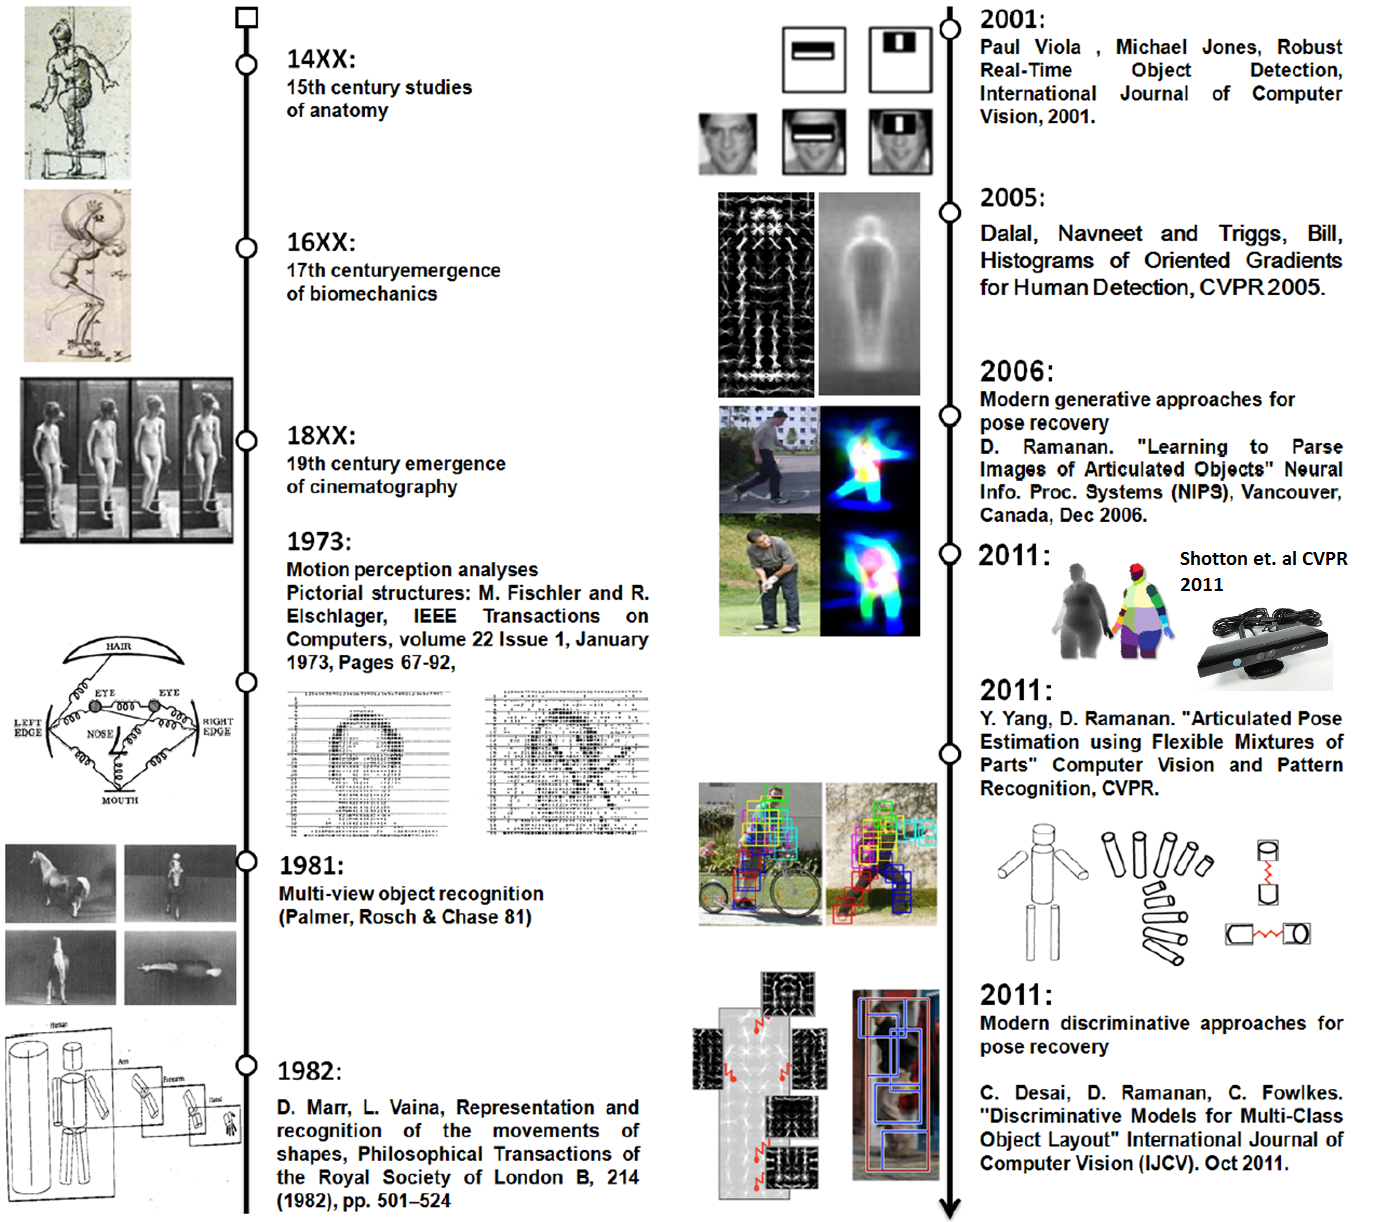 14XX:
15th century studies
of anatomy
16XX:
17th centuryemergence
of biomechanics
18XX:
19th century emergence
of cinematography
1973:
Motion perception analyses
Pictorial structures: M. Fischler and R.
Elschlager, IEEE Transactions on
Computers, volume 22 Issue 1, January
1973, Pages 67-92,
HAIR
EYE EYE
LEFT
EDGE
RIGHT
EDGE
NOSE
MOUTH
1981:
Multi-view object recognition
(Palmer, Rosch & Chase 81)
Human
Arm
Forearm
Hand
1982:
D. Marr, L. Vaina, Representation and
recognition of the movements of
shapes, Philosophical Transactions of
the Royal Society of London B, 214
(1982), pp. 501–524
2001:
Paul Viola , Michael Jones, Robust
Real-Time Object Detection,
International Journal of Computer
Vision, 2001.
2005:
Dalal, Navneet and Triggs, Bill,
Histograms of Oriented Gradients
for Human Detection, CVPR 2005.
2006:
Modern generative approaches for
pose recovery
D. Ramanan. "Learning to Parse
Images of Articulated Objects" Neural
Info. Proc. Systems (NIPS), Vancouver,
Canada, Dec 2006.
2011:
Shotton et. al CVPR
2011
2011:
Y. Yang, D. Ramanan. "Articulated Pose
Estimation using Flexible Mixtures of
Parts" Computer Vision and Pattern
Recognition, CVPR.
2011:
Modern discriminative approaches for
pose recovery
C. Desai, D. Ramanan, C. Fowlkes.
"Discriminative Models for Multi-Class
Object Layout" International Journal of
Computer Vision (IJCV). Oct 2011.